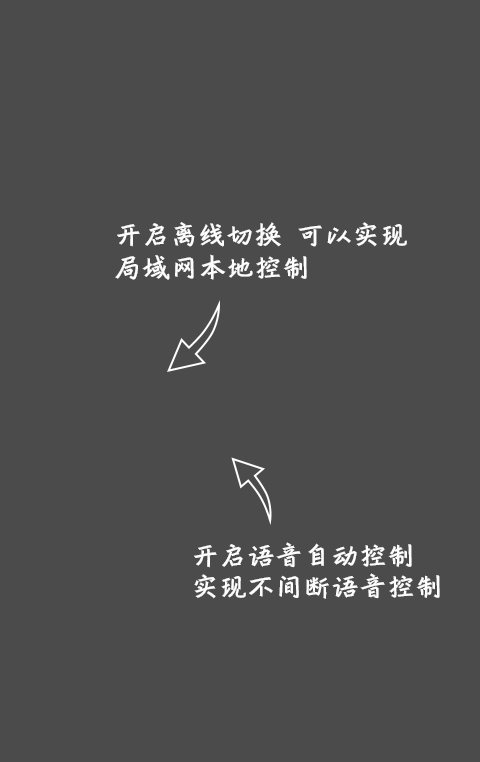 开启离线切换 可以实现
局域网本地控制
开启语音自动控制
实现不间断语音控制